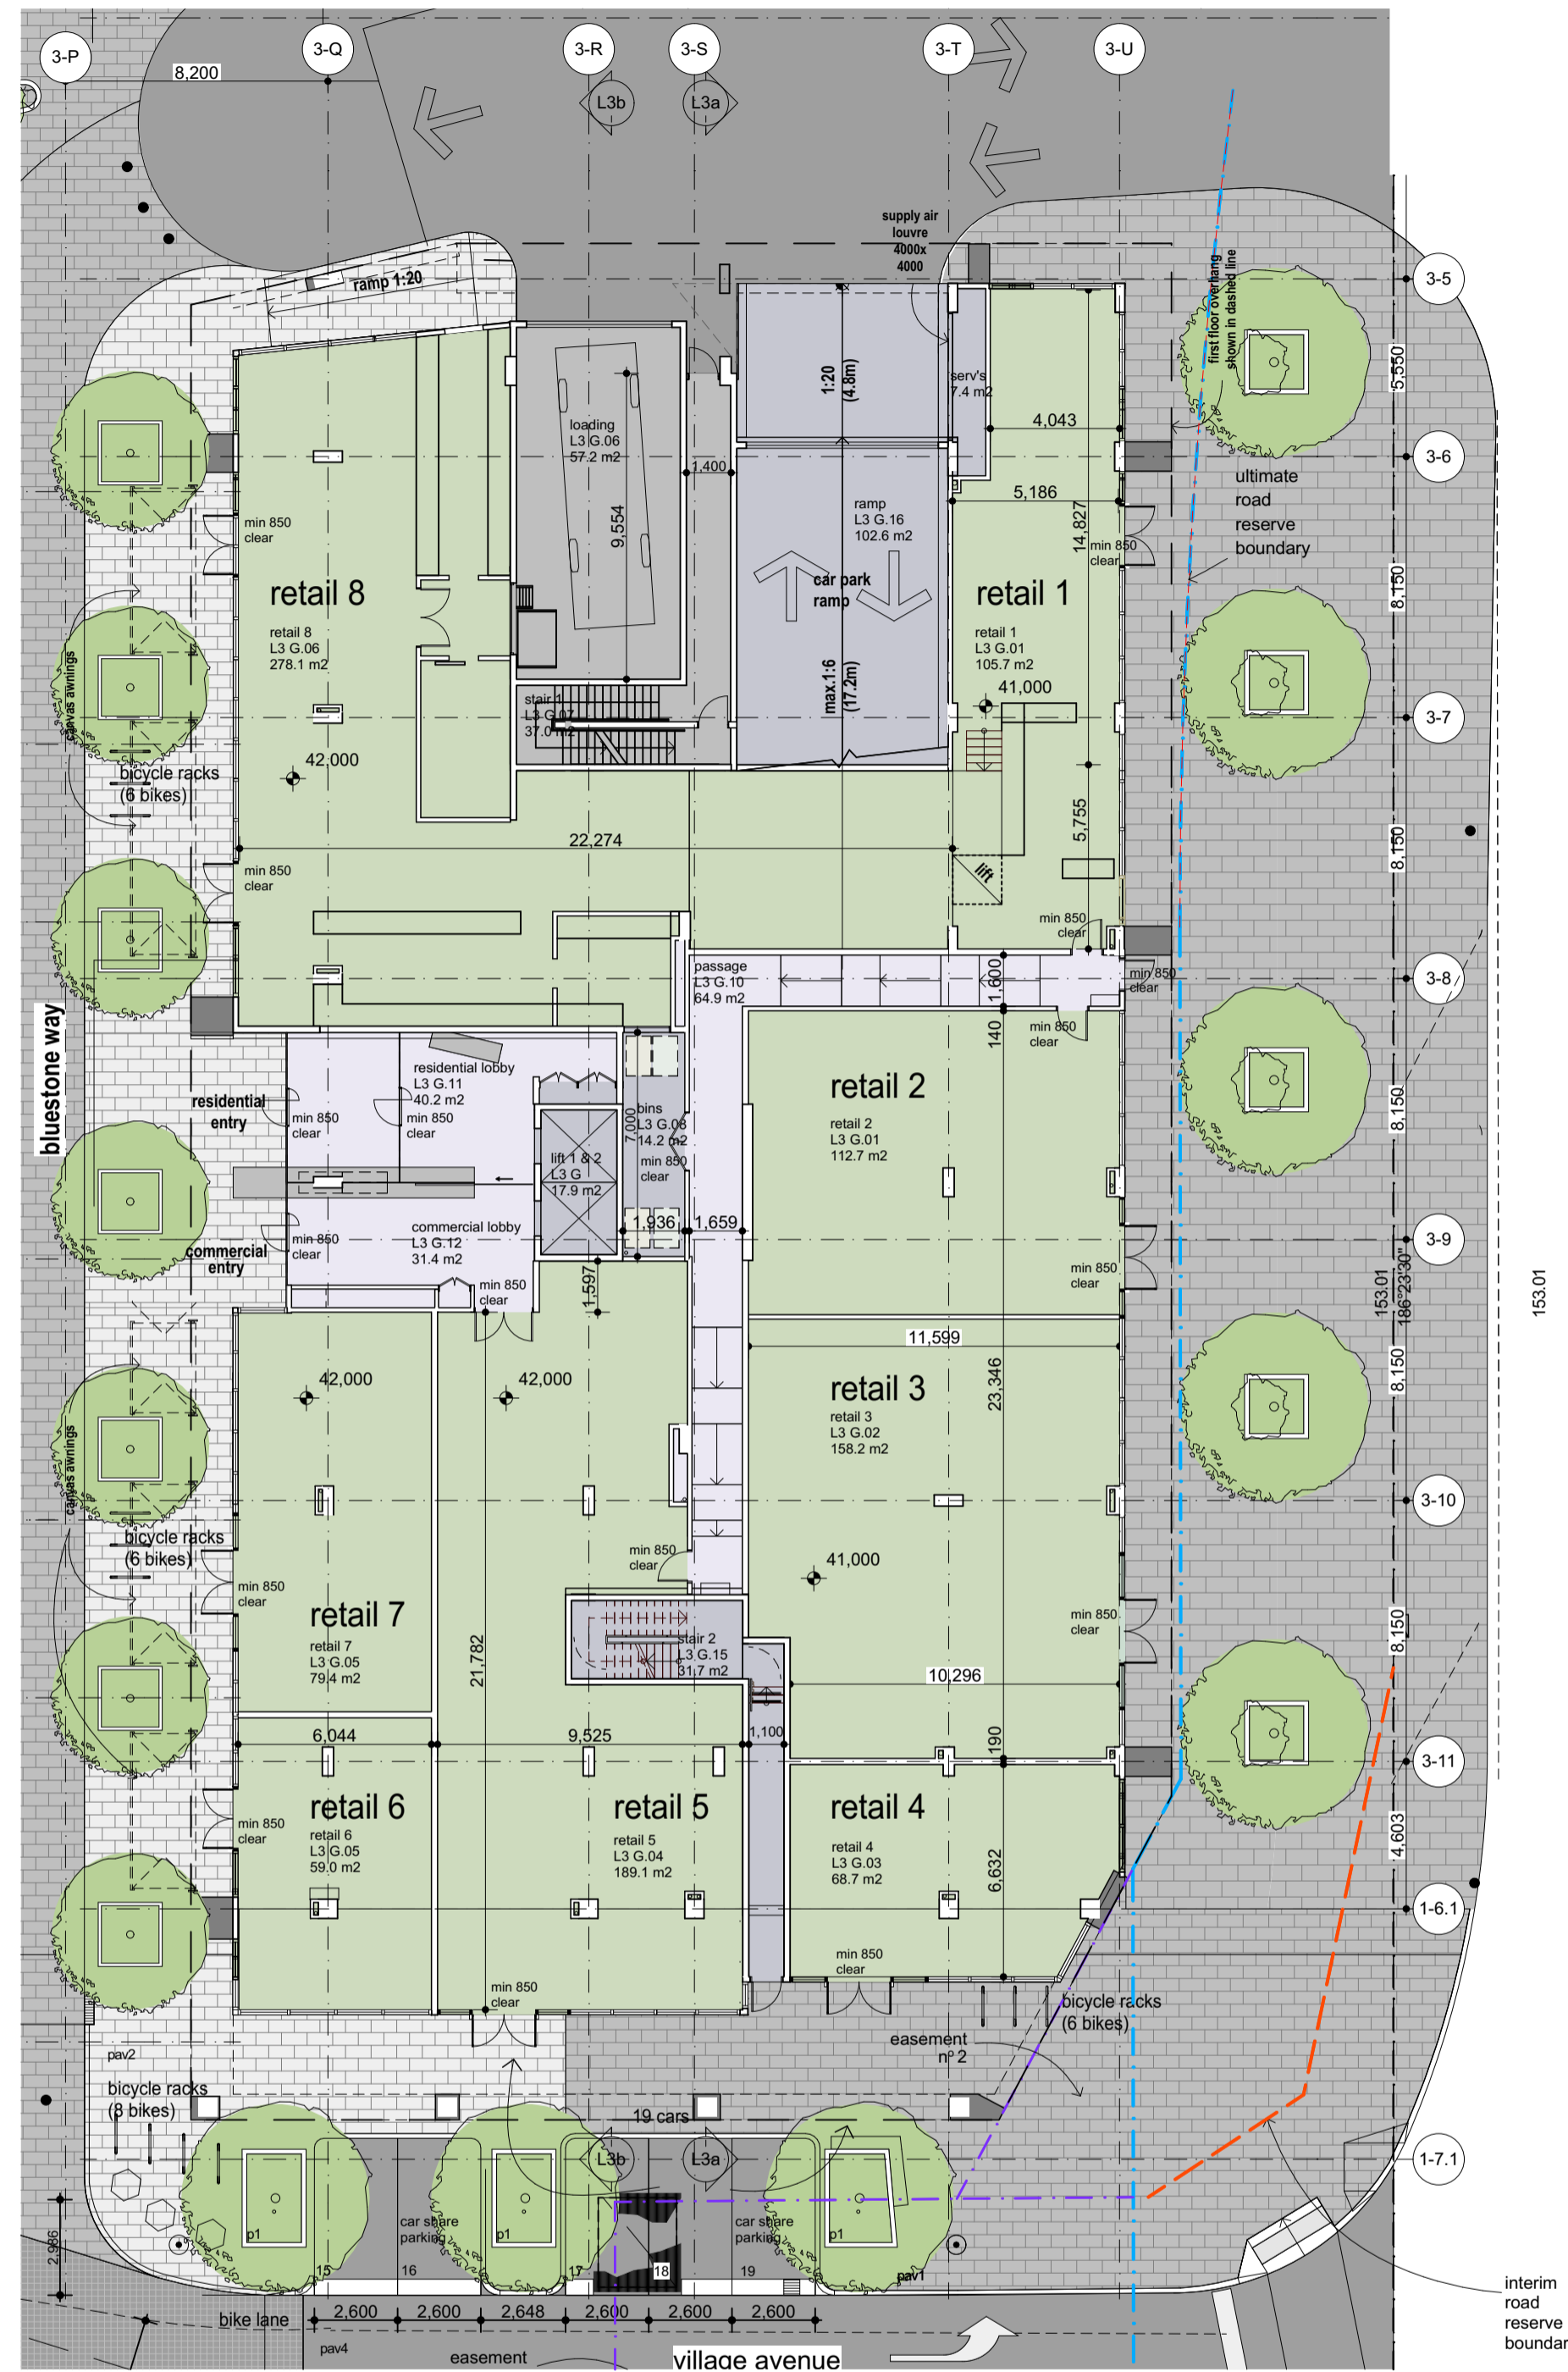 3-P
3-Q
3-R
3-S
3-T
3-U
8,200
L3b
L3a
supply air
louvre
4000x
4000
ramp 1:20
first floor overhang
shown in dashed line
3-5
5,550
1:20
(4.8m)
serv's
7.4 m2
4,043
loading
L3 G.06
57.2 m2
1,400
9,554
3-6
ultimate
road
reserve
boundary
5,186
14,827
ramp
L3 G.16
102.6 m2
min 850
clear
min 850
clear
car park
ramp
8,150
retail 8
retail 8
L3 G.06
278.1 m2
retail 1
retail 1
L3 G.01
105.7 m2
canvas awnings
max.1:6
(17.2m)
41,000
stair 1
L3 G.07
37.0 m2
3-7
42,000
bicycle racks
(6 bikes)
22,274
5,755
8,150
lift
min 850
clear
min 850
clear
passage
L3 G.10
64.9 m2
1,600
min 850
clear
3-8
140
min 850
clear
bluestone way
residential lobby
L3 G.11
40.2 m2
retail 2
retail 2
L3 G.01
112.7 m2
residential
entry
min 850
clear
min 850
clear
7,000
bins
L3 G.08
14.2 m2
min 850
clear
8,150
lift 1 & 2
L3 G
17.9 m2
1,936
1,659
commercial lobby
L3 G.12
31.4 m2
commercial
entry
min 850
clear
3-9
min 850
clear
min 850
clear
1,597
153.01
186°23'30"
153.01
11,599
8,150
42,000
42,000
23,346
retail 3
retail 3
L3 G.02
158.2 m2
canvas awnings
3-10
bicycle racks
(6 bikes)
min 850
clear
41,000
min 850
clear
retail 7
retail 7
L3 G.05
79.4 m2
21,782
stair 2
L3 G.15
31.7 m2
min 850
clear
8,150
10,296
6,044
9,525
1,100
190
3-11
retail 6
retail 6
L3 G.05
59.0 m2
min 850
clear
retail 5
retail 5
L3 G.04
189.1 m2
retail 4
retail 4
L3 G.03
68.7 m2
6,632
4,603
1-6.1
min 850
clear
min 850
clear
bicycle racks
(6 bikes)
easement
nº 2
pav2
bicycle racks
(8 bikes)
19 cars
L3b
L3a
1-7.1
car share
parking
car share
parking
p1
p1
p1
2,986
15
16
17
18
19
pav1
interim
road
reserve
boundar
bike lane
2,600
2,600
2,648
2,600
2,600
2,600
pav4
easement
village avenue